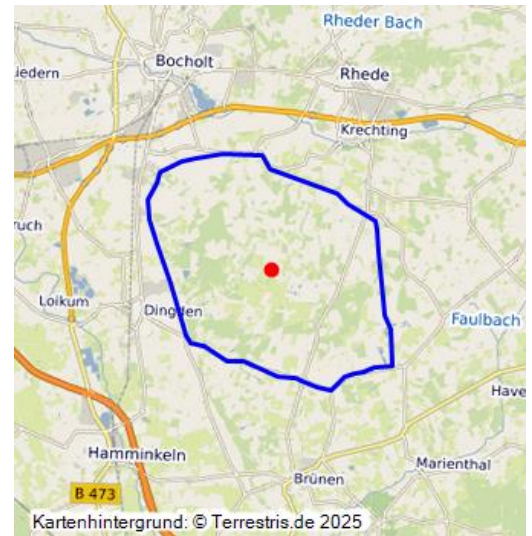 Rheder Bach
Bocholt
iedern
Rhede
Krechting
ruch
Loikum
Dingden
Faulbach
Have
Hamminkeln
Marienthal
Brünen
B 473
Kartenhintergrund: © Terrestris.de 2025